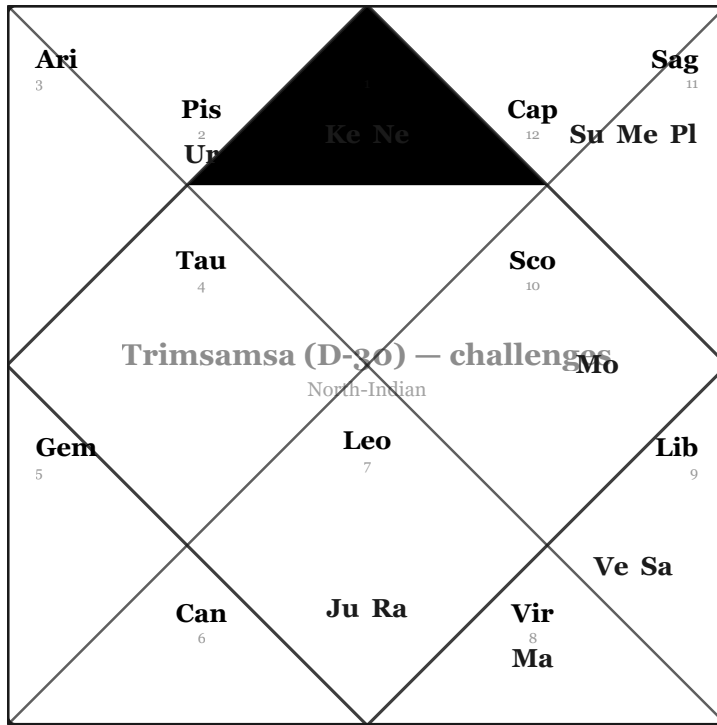 Ari
3
Sag
11
Pis
2
Ur
1
Ke Ne
Cap
12
Su Me Pl
Tau
4
Sco
10
Trimsamsa (D-30) — challenges
North-Indian
Mo
Gem
5
Leo
7
Lib
9
Ve Sa
Can
6
Ju Ra
Vir
8
Ma